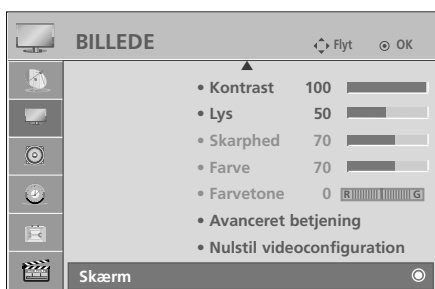 BILLEDE Flyt OK
• Kontrast 100
• Lys 50
• Skarphed 70
• Farve 70
• Farvetone 0 R G
• Avanceret betjening
• Nulstil videoconfiguration
Skærm